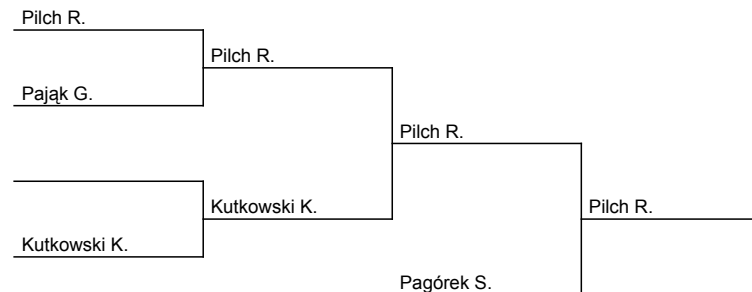 Pilch R.
Pilch R.
Pająk G.
Pilch R.
Kutkowski K.
Pilch R.
Kutkowski K.
Pagórek S.